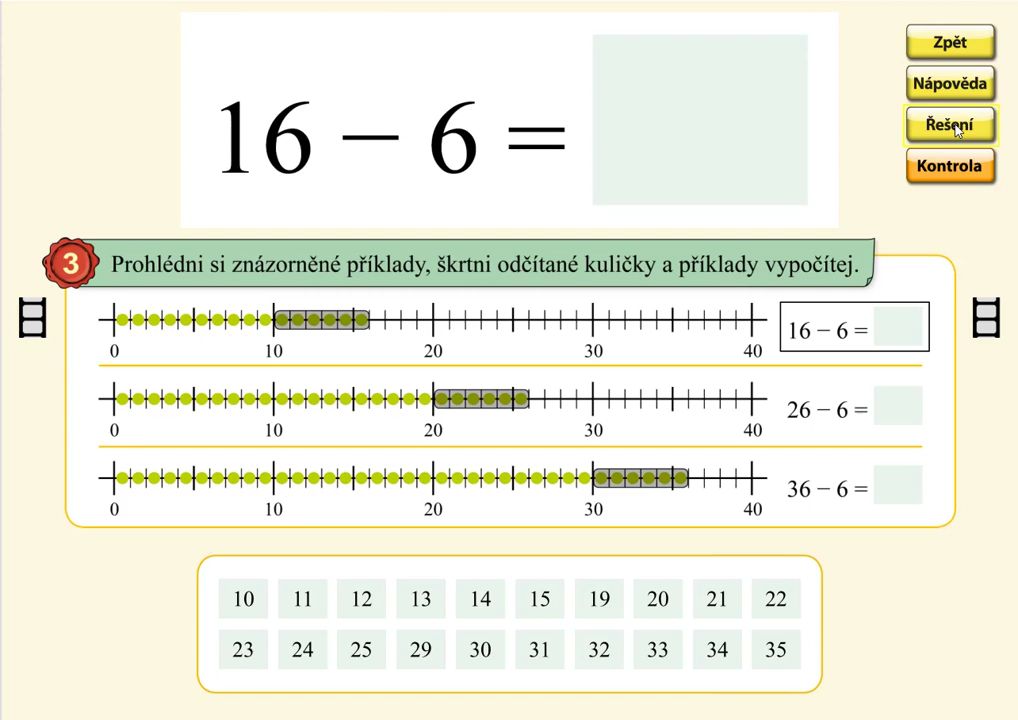 16 − 6 =
Zpět
Nápověda
Řešení
Kontrola
3 Prohlédni si znázorněné příklady, škrtni odčítané kuličky a příklady vypočítej.
0 10 20 30 40
16 − 6 =
0 10 20 30 40
26 − 6 =
0 10 20 30 40
36 − 6 =
10 11 12 13 14 15 19 20 21 22
23 24 25 29 30 31 32 33 34 35